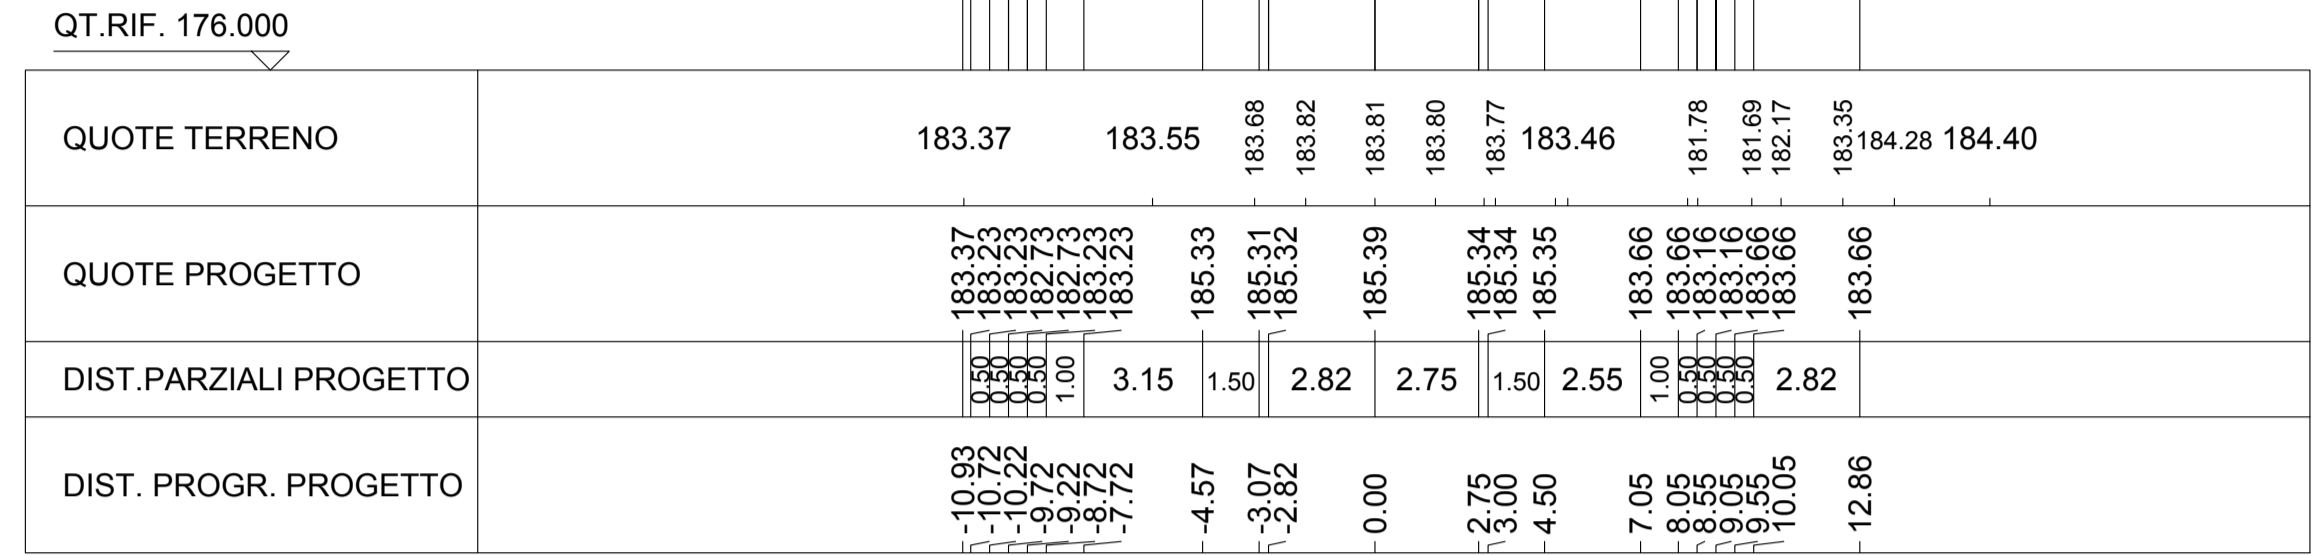 QT.RIF. 176.000
QUOTE TERRENO 183.37 183.55 183.68 183.82 183.81 183.80 183.77 183.46 181.78 181.69 182.17 183.35 184.28 184.40
QUOTE PROGETTO 183.37 183.23 183.23 182.73 182.73 183.23 183.23 185.33 185.31 185.32 185.39 185.34 185.34 185.35 183.66 183.66 183.16 183.16 183.66 183.66 183.66
DIST.PARZIALI PROGETTO 0.50 0.50 0.50 0.50 1.00 3.15 1.50 2.82 2.75 1.50 2.55 1.00 0.50 0.50 0.50 0.50 2.82
DIST. PROGR. PROGETTO -10.93 -10.72 -10.22 -9.72 -9.22 -8.72 -7.72 -4.57 -3.07 -2.82 0.00 2.75 3.00 4.50 7.05 8.05 8.55 9.05 9.55 10.05 12.86